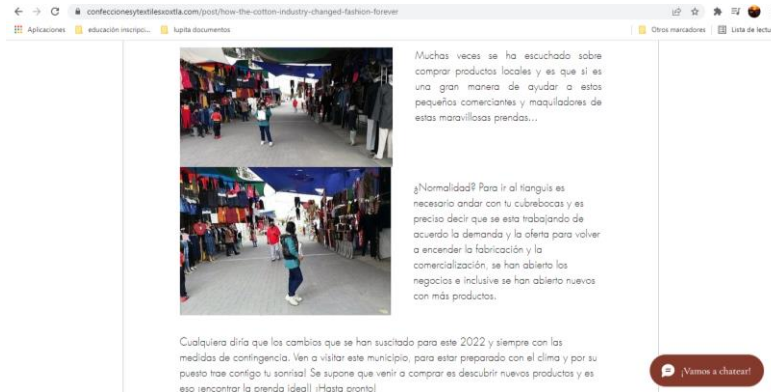 confeccionesytextilesxoxtla.com/post/how-the-cotton-industry-changed-fashion-forever
Aplicaciones
educación inscripci...
lupita documentos
Otros marcadores
Lista de lectu
Muchas veces se ha escuchado sobre
comprar productos locales y es que si es
una gran manera de ayudar a estos
pequeños comerciantes y maquiladores de
estas maravillosas prendas...
¿Normalidad? Para ir al tianguis es
necesario andar con tu cubrebocas y es
preciso decir que se esta trabajando de
acuerdo la demanda y la oferta para volver
a encender la fabricación y la
comercialización, se han abierto los
negocios e inclusive se han abierto nuevos
con más productos.
Cualquiera diría que los cambios que se han suscitado para este 2022 y siempre con las
medidas de contingencia. Ven a visitar este municipio, para estar preparado con el clima y por su
puesto trae contigo tu sonrisa! Se supone que venir a comprar es descubrir nuevos productos y es
eso ¡encontrar la prenda ideal! ¡Hasta pronto!
¡Vamos a chatear!